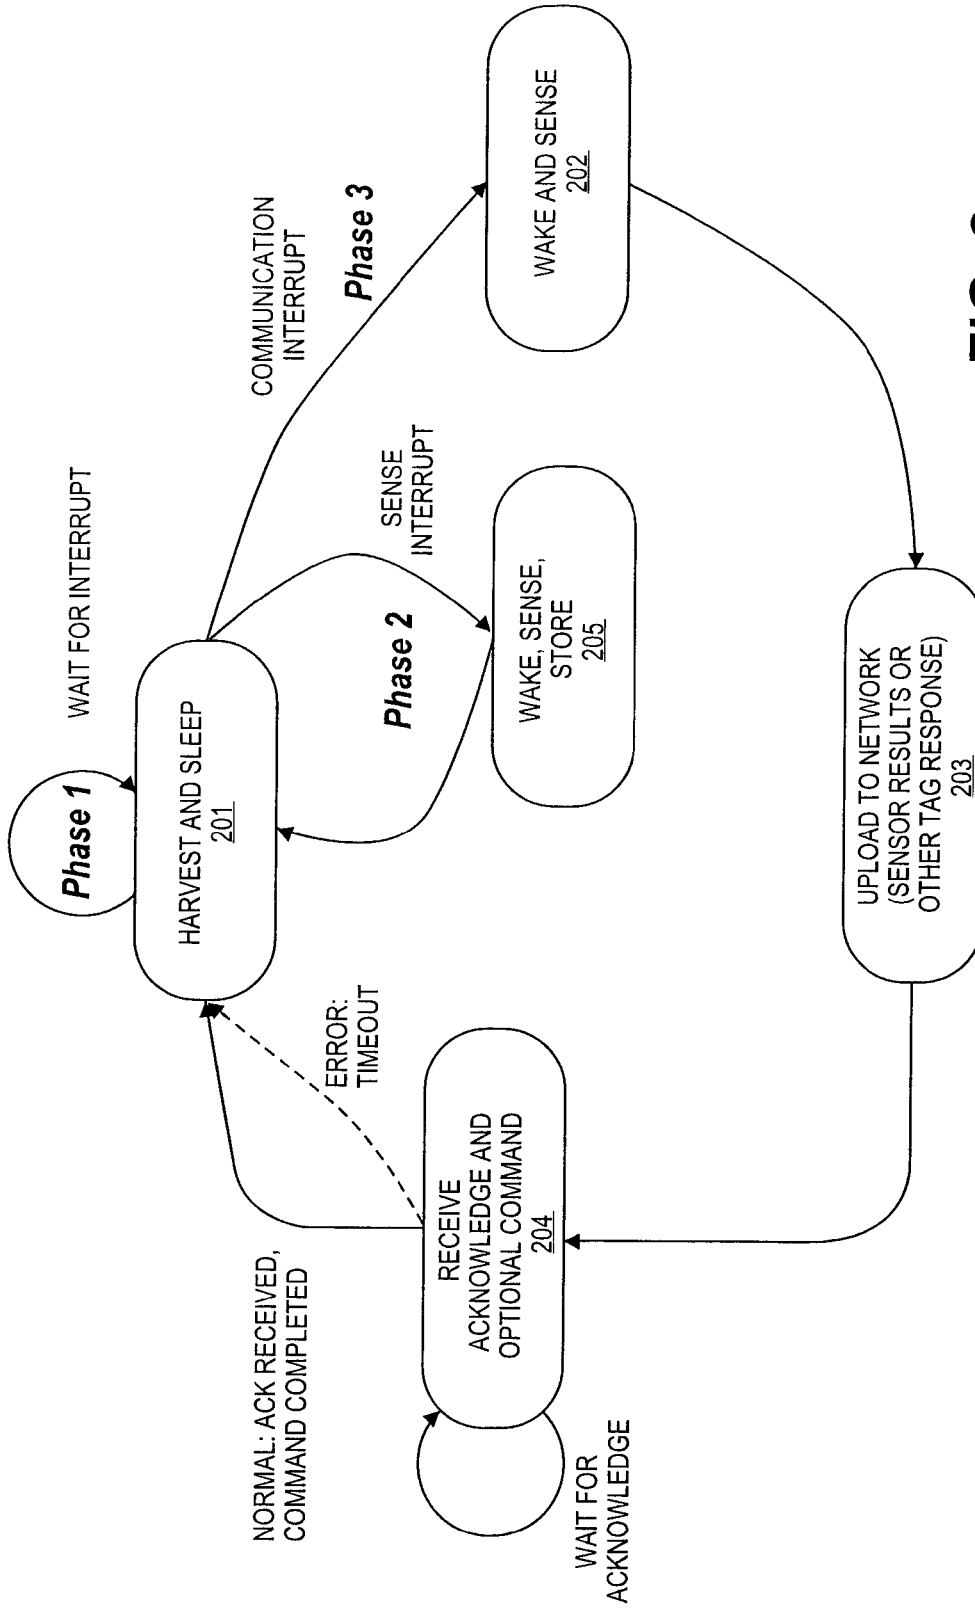 WAIT FOR INTERRUPT
Phase 1
HARVEST AND SLEEP
201
COMMUNICATION
INTERRUPT
Phase 3
SENSE
INTERRUPT
Phase 2
WAKE AND SENSE
202
WAKE, SENSE,
STORE
205
ERROR:
TIMEOUT
NORMAL: ACK RECEIVED,
COMMAND COMPLETED
RECEIVE
ACKNOWLEDGE AND
OPTIONAL COMMAND
204
WAIT FOR
ACKNOWLEDGE
UPLOAD TO NETWORK
(SENSOR RESULTS OR
OTHER TAG RESPONSE)
203